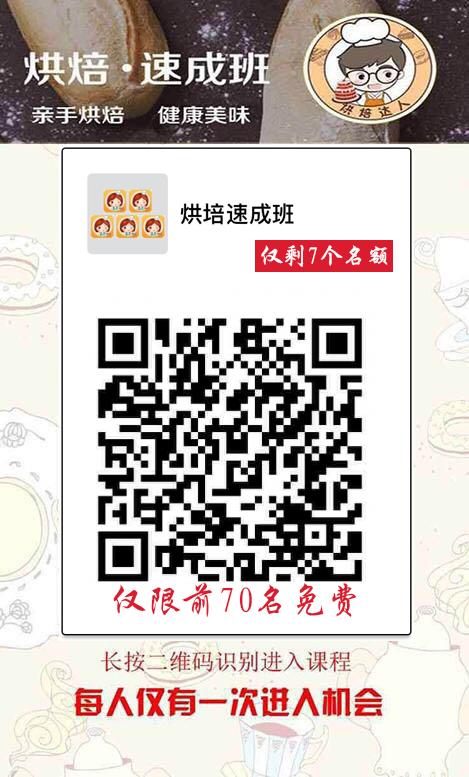 烘焙·速成班
亲手烘焙 健康美味
烘焙达人
烘培速成班
仅剩7个名额
仅限前70名免费
长按二维码识别进入课程
每人仅有一次进入机会